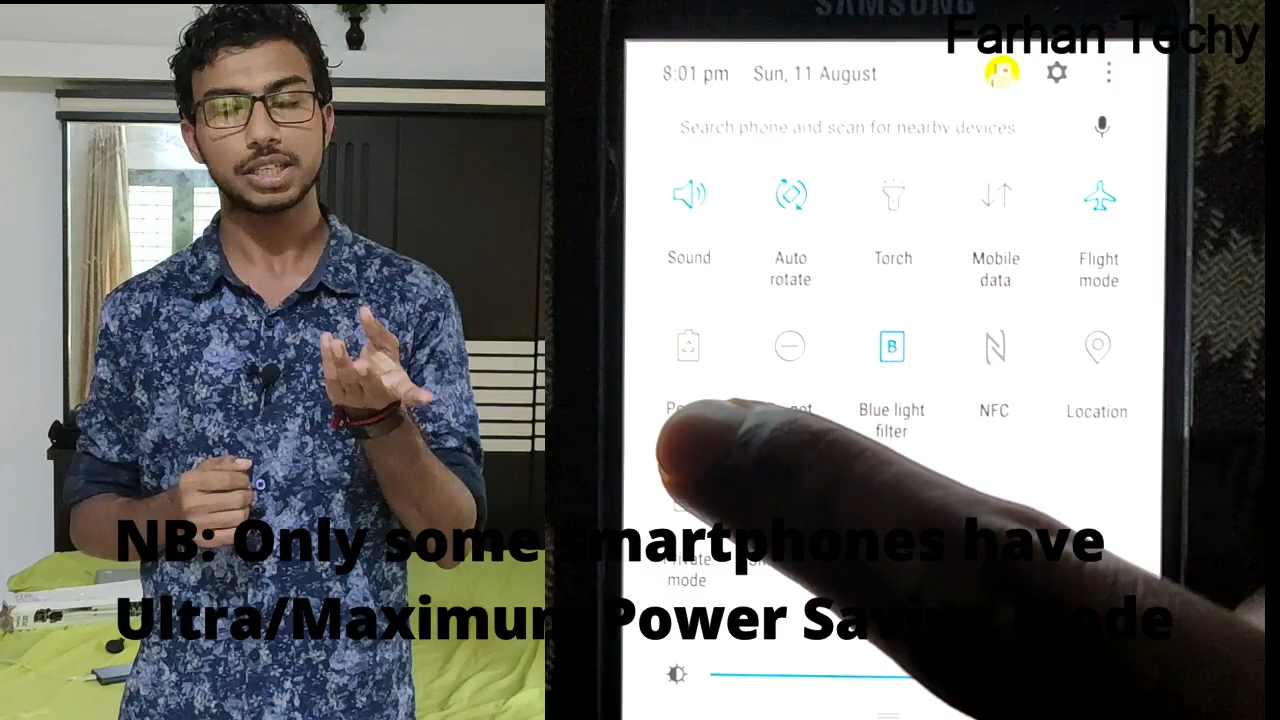 SAMSUNG
Farhan Techy
8:01 pm Sun, 11 August
Search phone and scan for nearby devices
Sound Auto rotate Torch Mobile data Flight mode
B
Blue light filter NFC Location
NB: Only some smartphones have
mode
Ultra/Maximum Power Saving Mode